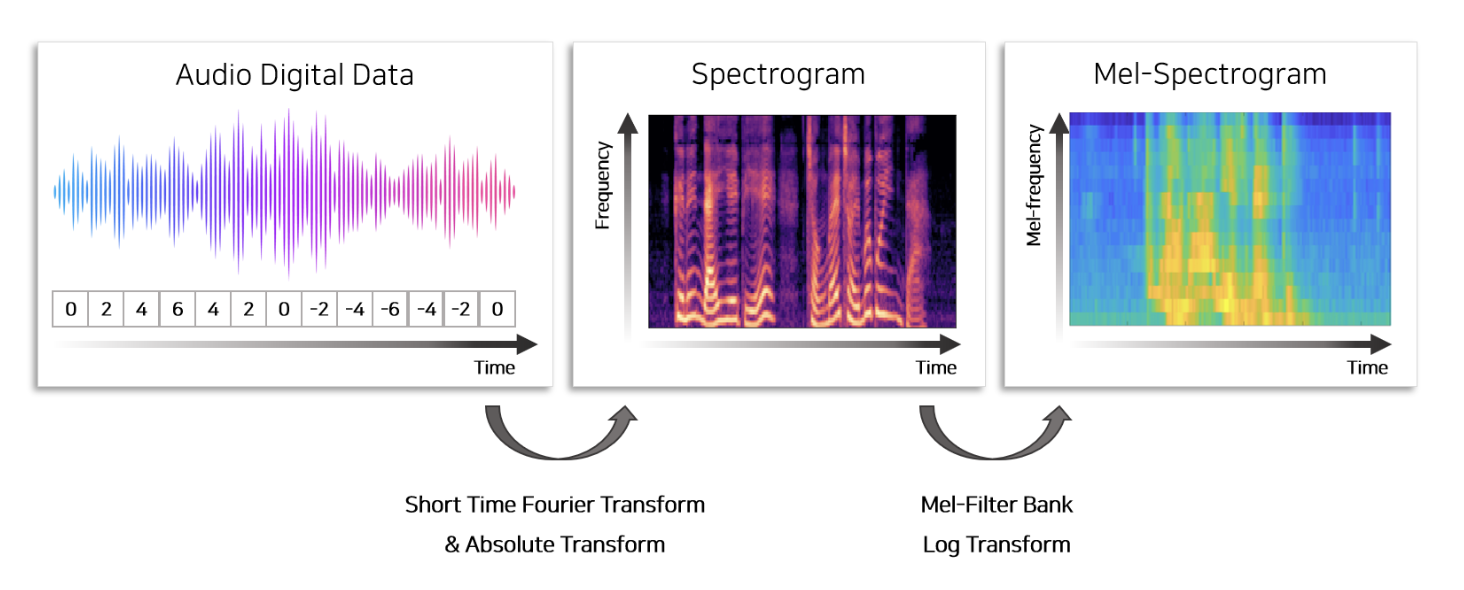 Audio Digital Data
0 2 4 6 4 2 0 -2 -4 -6 -4 -2 0
Time
Spectrogram
Frequency
Time
Mel-Spectrogram
Mel-frequency
Time
Short Time Fourier Transform
& Absolute Transform
Mel-Filter Bank
Log Transform